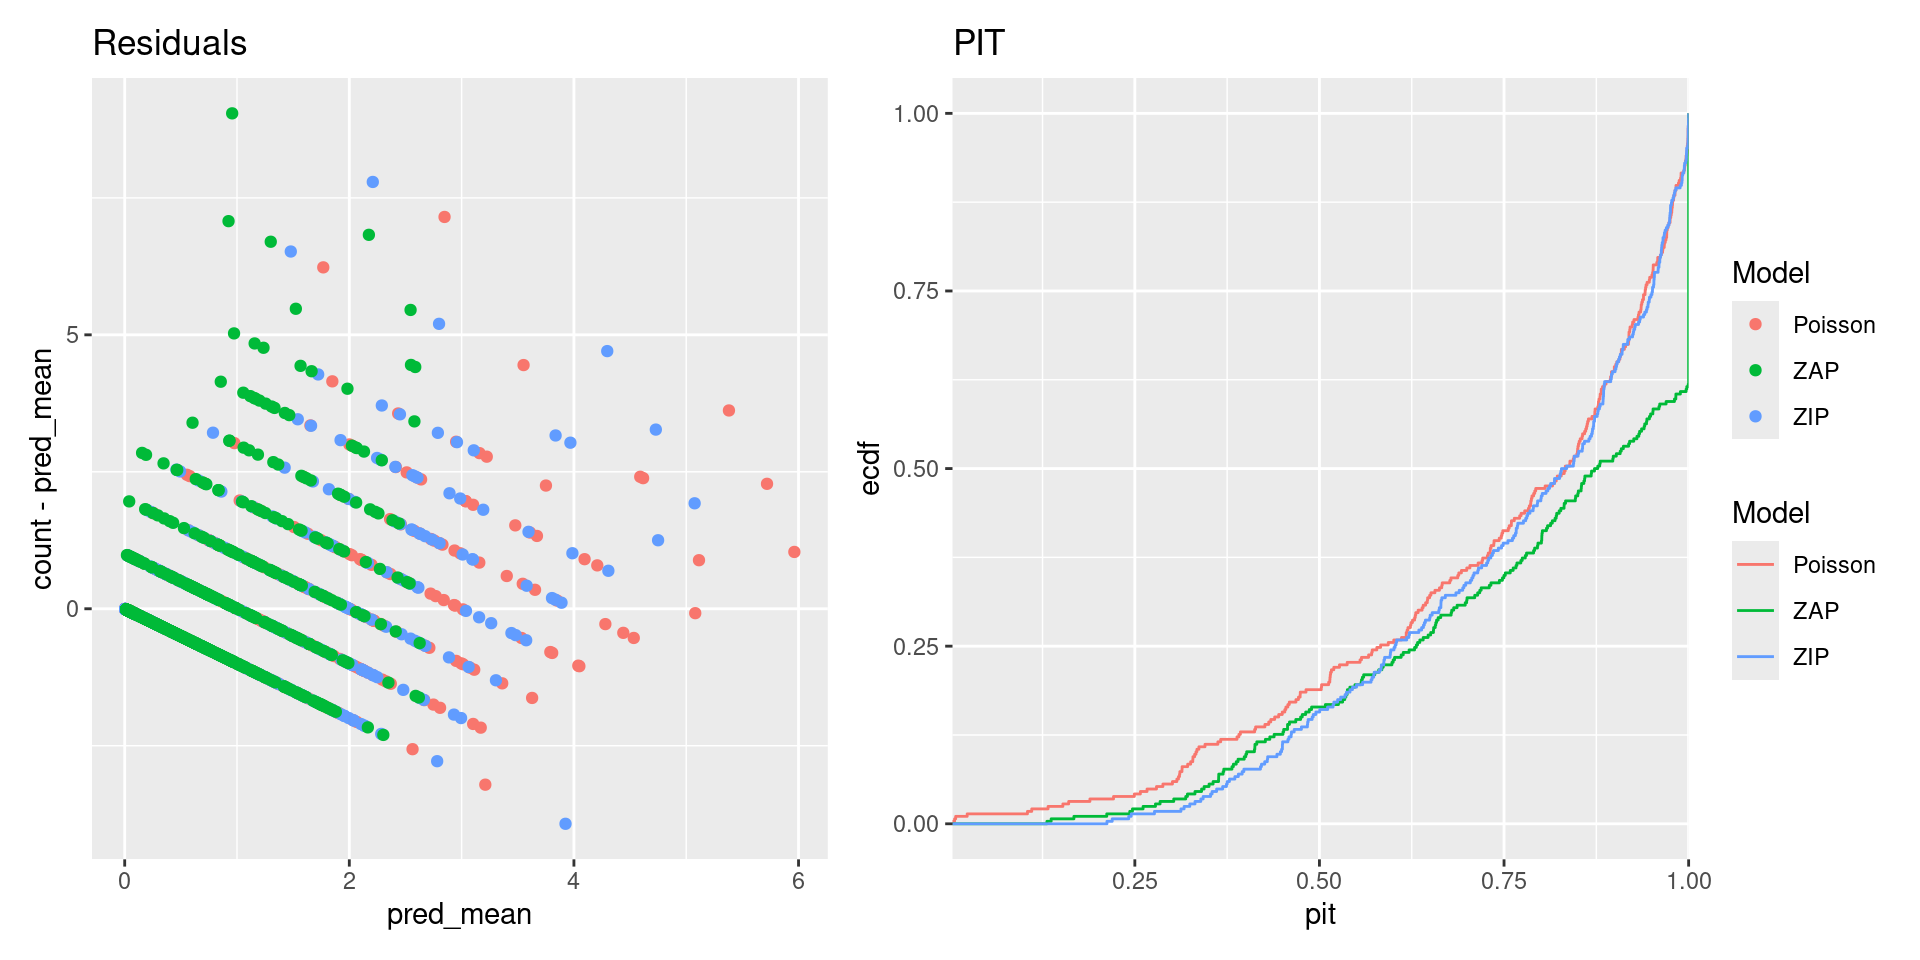 Residuals
count - pred_mean
5
0
0
2
4
6
pred_mean
PIT
ecdf
1.00
0.75
0.50
0.25
0.00
0.25
0.50
0.75
1.00
pit
Model
Poisson
ZAP
ZIP
Model
Poisson
ZAP
ZIP